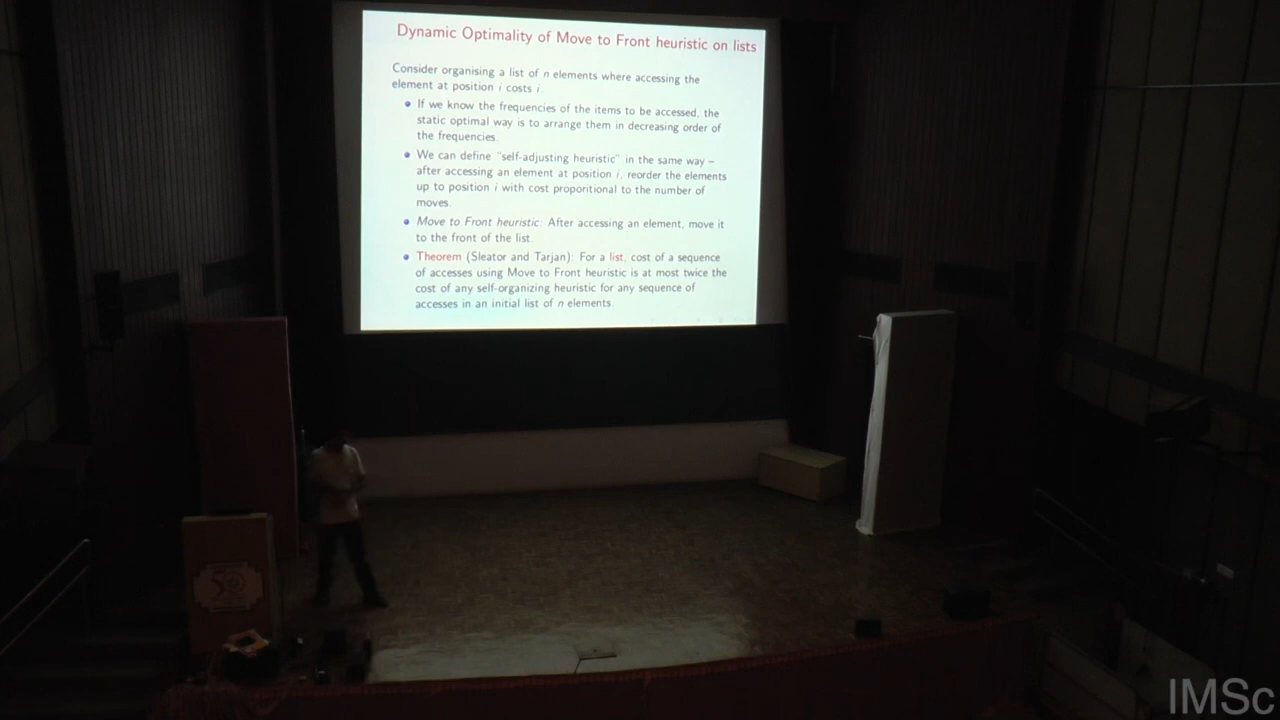 Dynamic Optimality of Move to Front heuristic on lists
Consider organising a list of n elements where accessing the
element at position i costs i.
If we know the frequencies of the items to be accessed, the
static optimal way is to arrange them in decreasing order of
the frequencies.
We can define "self-adjusting heuristic" in the same way –
after accessing an element at position i, reorder the elements
up to position i with cost proporitional to the number of
moves.
Move to Front heuristic: After accessing an element, move it
to the front of the list.
Theorem (Sleator and Tarjan): For a list, cost of a sequence
of accesses using Move to Front heuristic is at most twice the
cost of any self-organizing heuristic for any sequence of
accesses in an initial list of n elements.
50
IMSc